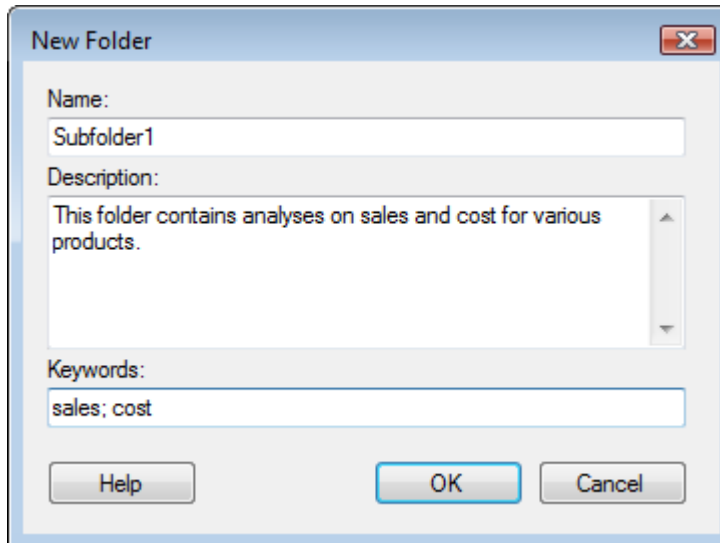 New Folder
Name:
Subfolder1
Description:
This folder contains analyses on sales and cost for various
products.
Keywords:
sales; cost
Help
OK
Cancel